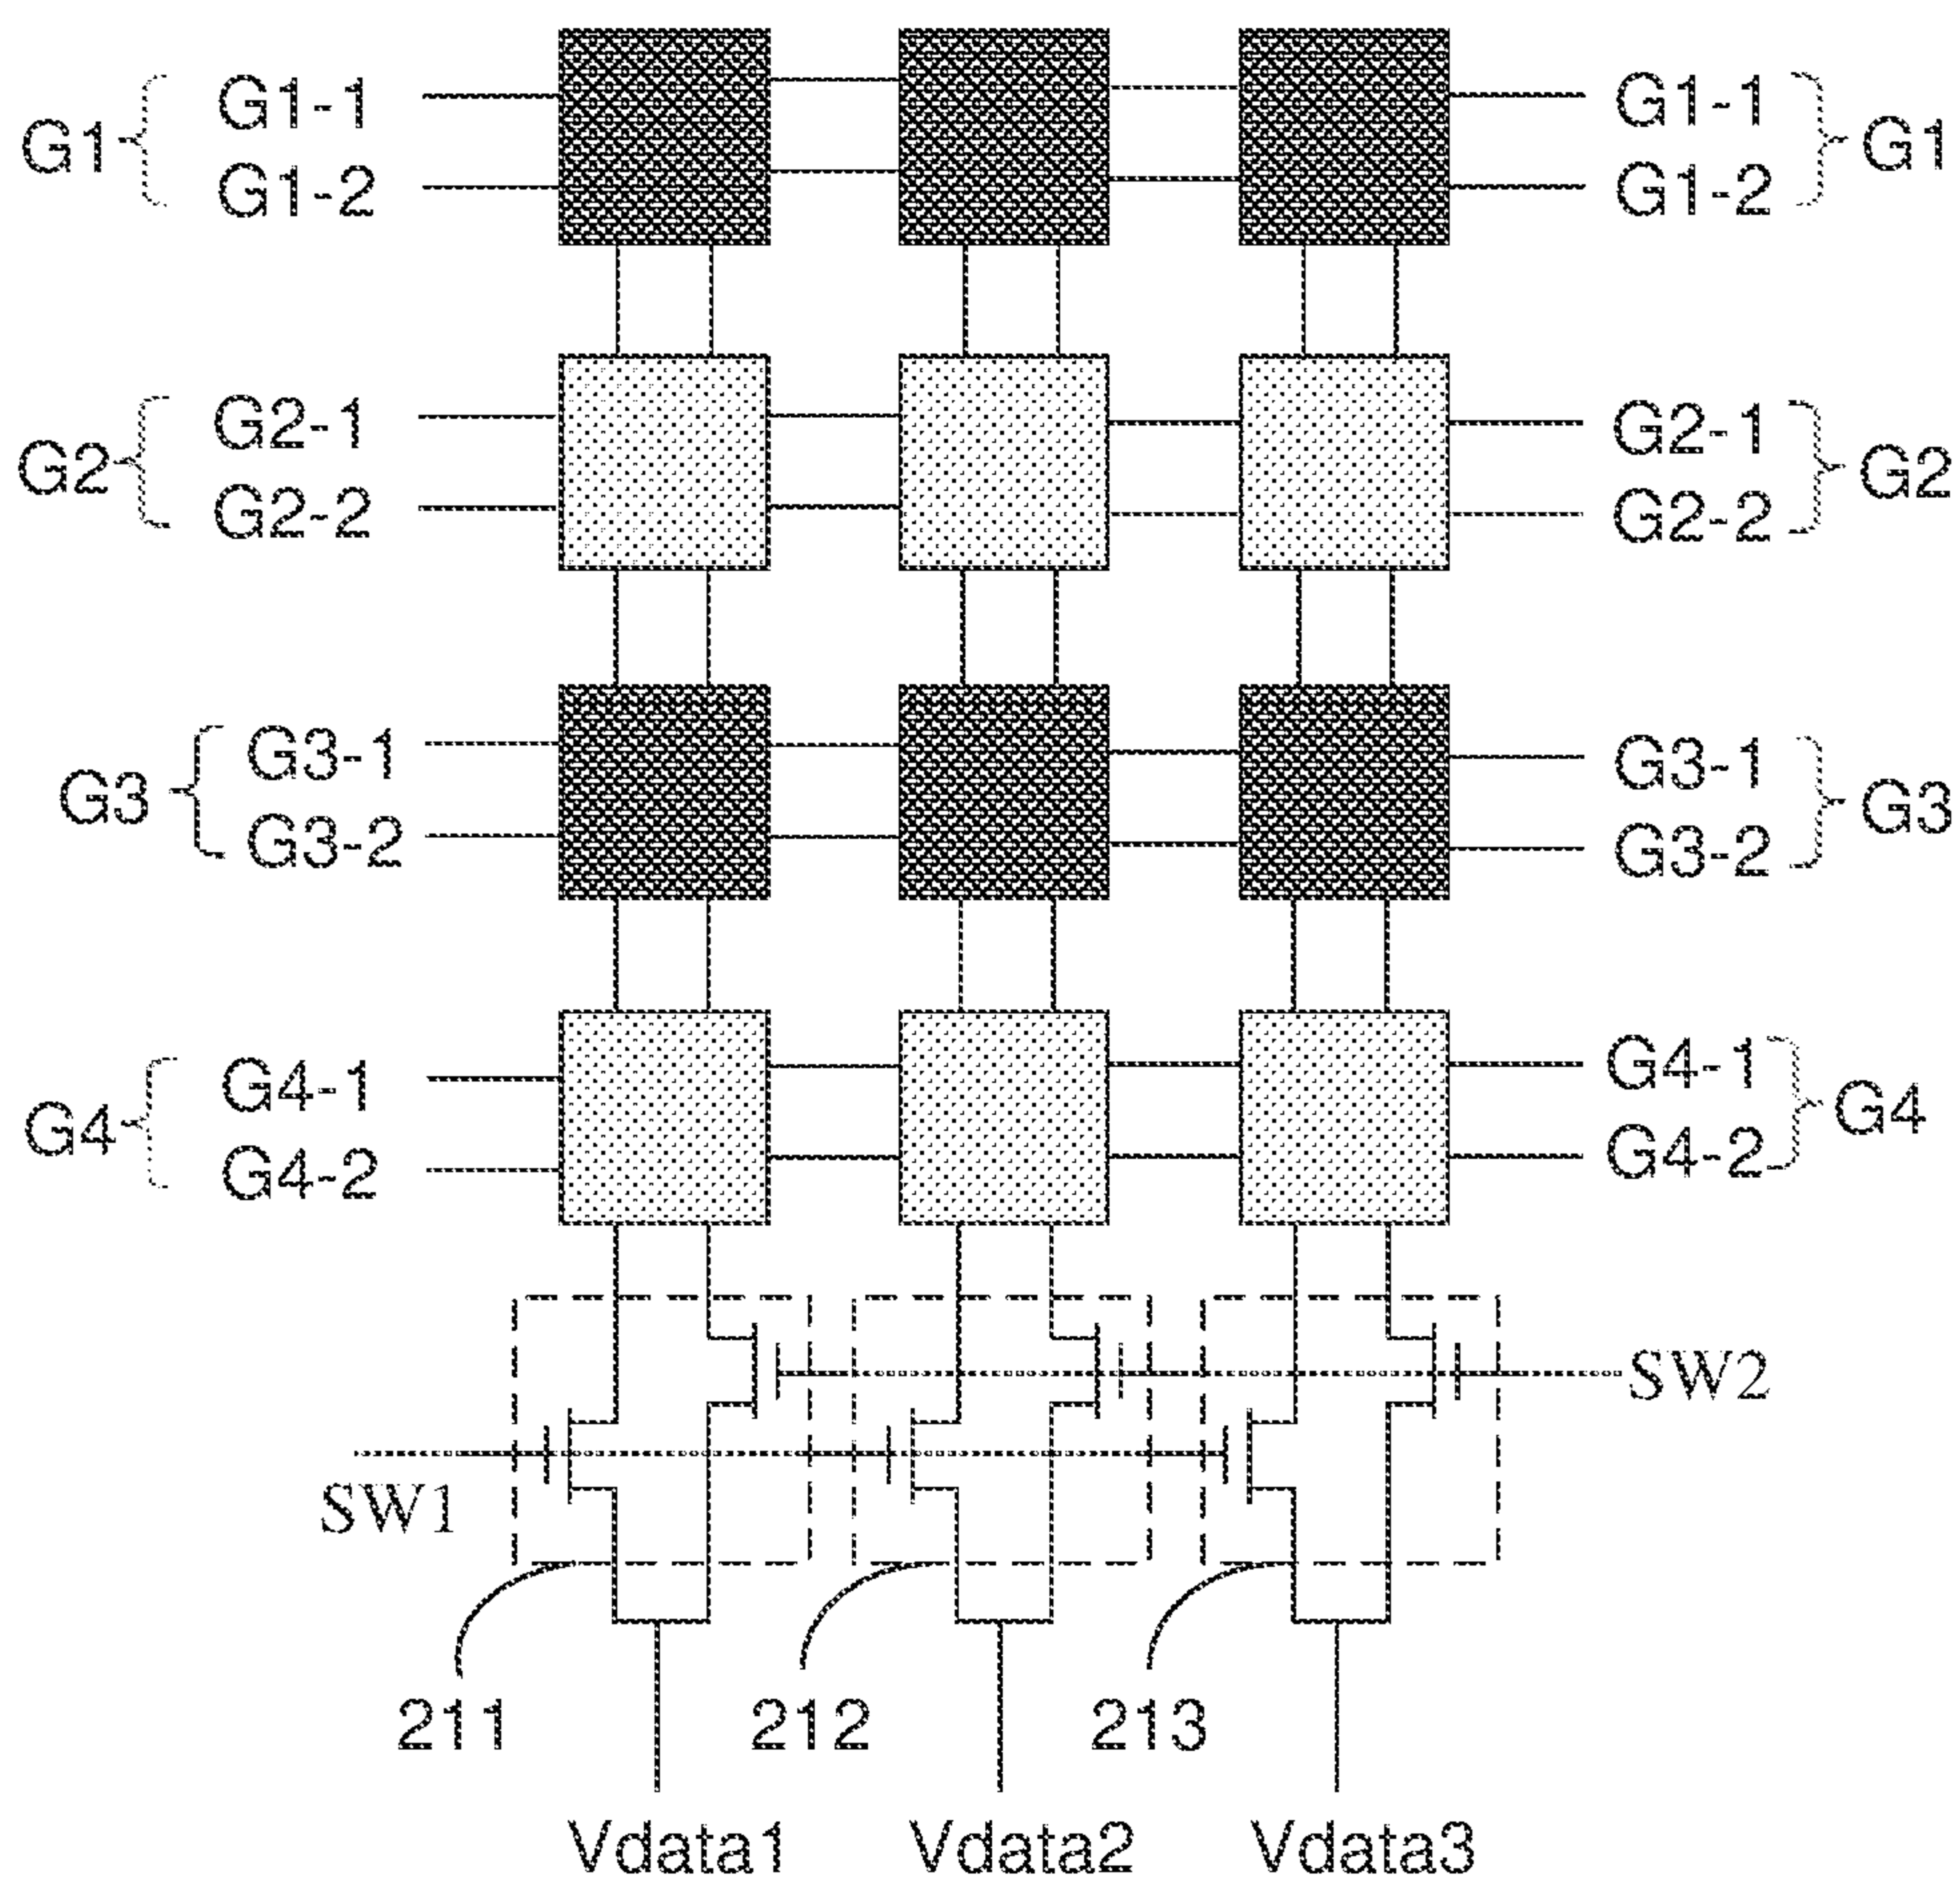 G1 G1-1 G1-1 G1
G1-2 G1-2
G2 G2-1 G2-1 G2
G2-2 G2-2
G3 G3-1 G3-1 G3
G3-2 G3-2
G4 G4-1 G4-1 G4
G4-2 G4-2
SW2
SW1
211 212 213
Vdata1 Vdata2 Vdata3